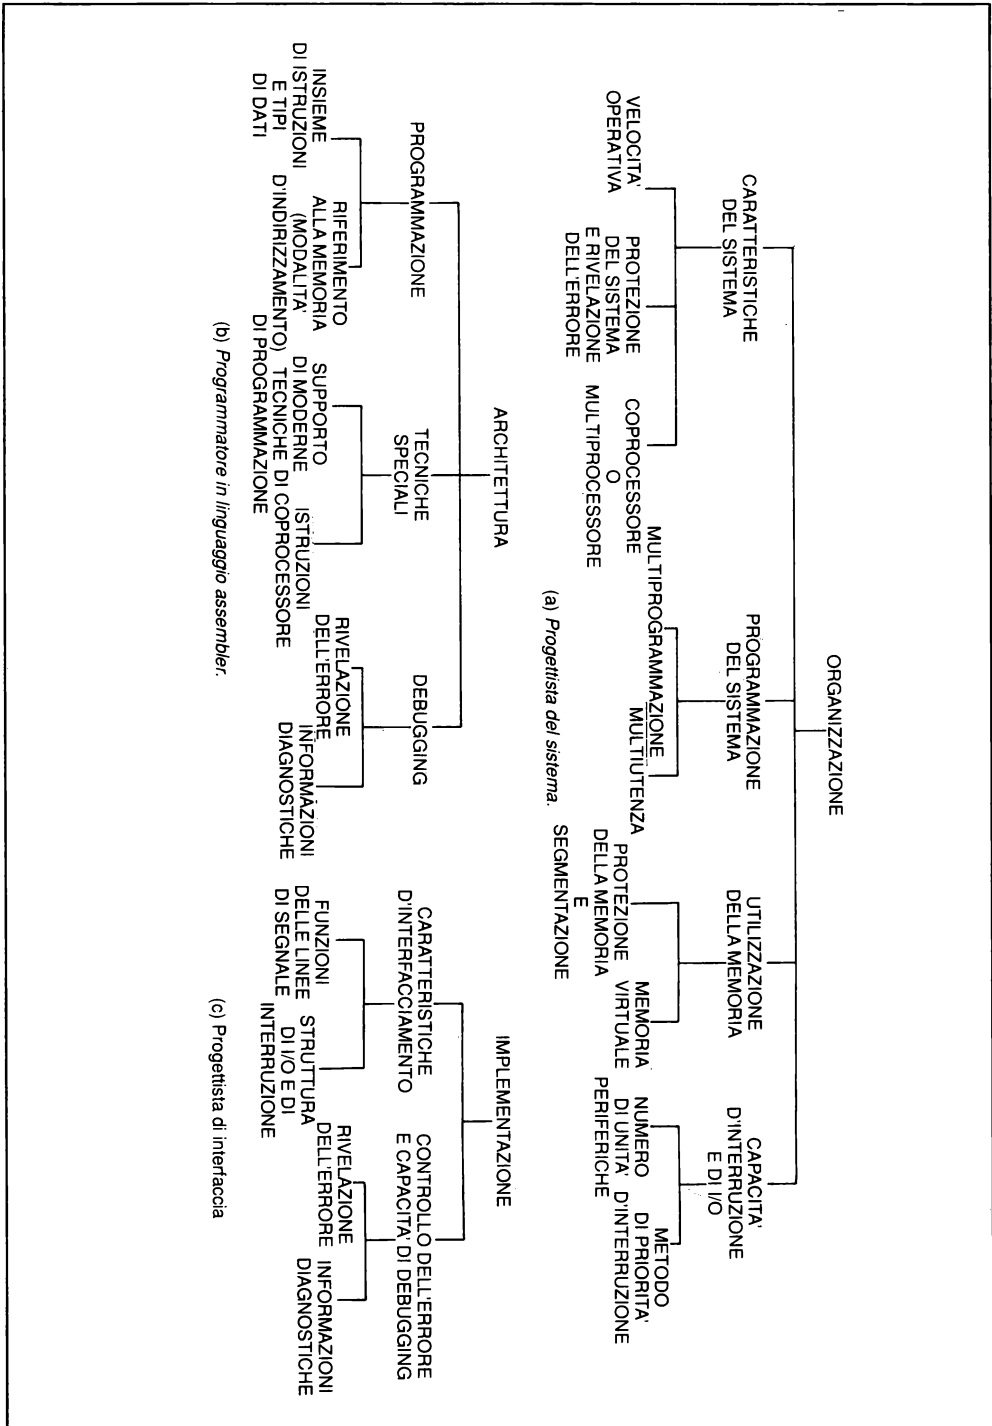 ORGANIZZAZIONE
CARATTERISTICHE
DEL SISTEMA
PROGRAMMAZIONE
DEL SISTEMA
UTILIZZAZIONE
DELLA MEMORIA
CAPACITA'
D'INTERRUZIONE
E DI I/O
VELOCITA'
OPERATIVA
PROTEZIONE
DEL SISTEMA
E RIVELAZIONE
DELL'ERRORE
COPROCESSORE
O
MULTIPROCESSORE
MULTIPROGRAMMAZIONE
MULTIUTENZA
PROTEZIONE
DELLA MEMORIA
E
SEGMENTAZIONE
MEMORIA
VIRTUALE
NUMERO
DI UNITA'
PERIFERICHE
METODO
DI PRIORITA'
D'INTERRUZIONE
(a) Progettista del sistema.
ARCHITETTURA
PROGRAMMAZIONE
TECNICHE
SPECIALI
DEBUGGING
INSIEME
DI ISTRUZIONI
E TIPI
DI DATI
RIFERIMENTO
ALLA MEMORIA
(MODALITA'
D'INDIRIZZAMENTO)
SUPPORTO
DI MODERNE
TECNICHE
DI PROGRAMMAZIONE
ISTRUZIONI
DI COPROCESSORE
RIVELAZIONE
DELL'ERRORE
INFORMAZIONI
DIAGNOSTICHE
(b) Programmatore in linguaggio assembler.
IMPLEMENTAZIONE
CARATTERISTICHE
D'INTERFACCIAMENTO
CONTROLLO DELL'ERRORE
E CAPACITA' DI DEBUGGING
FUNZIONI
DELLE LINEE
DI SEGNALE
STRUTTURA
DI I/O E DI
INTERRUZIONE
RIVELAZIONE
DELL'ERRORE
INFORMAZIONI
DIAGNOSTICHE
(c) Progettista di interfaccia